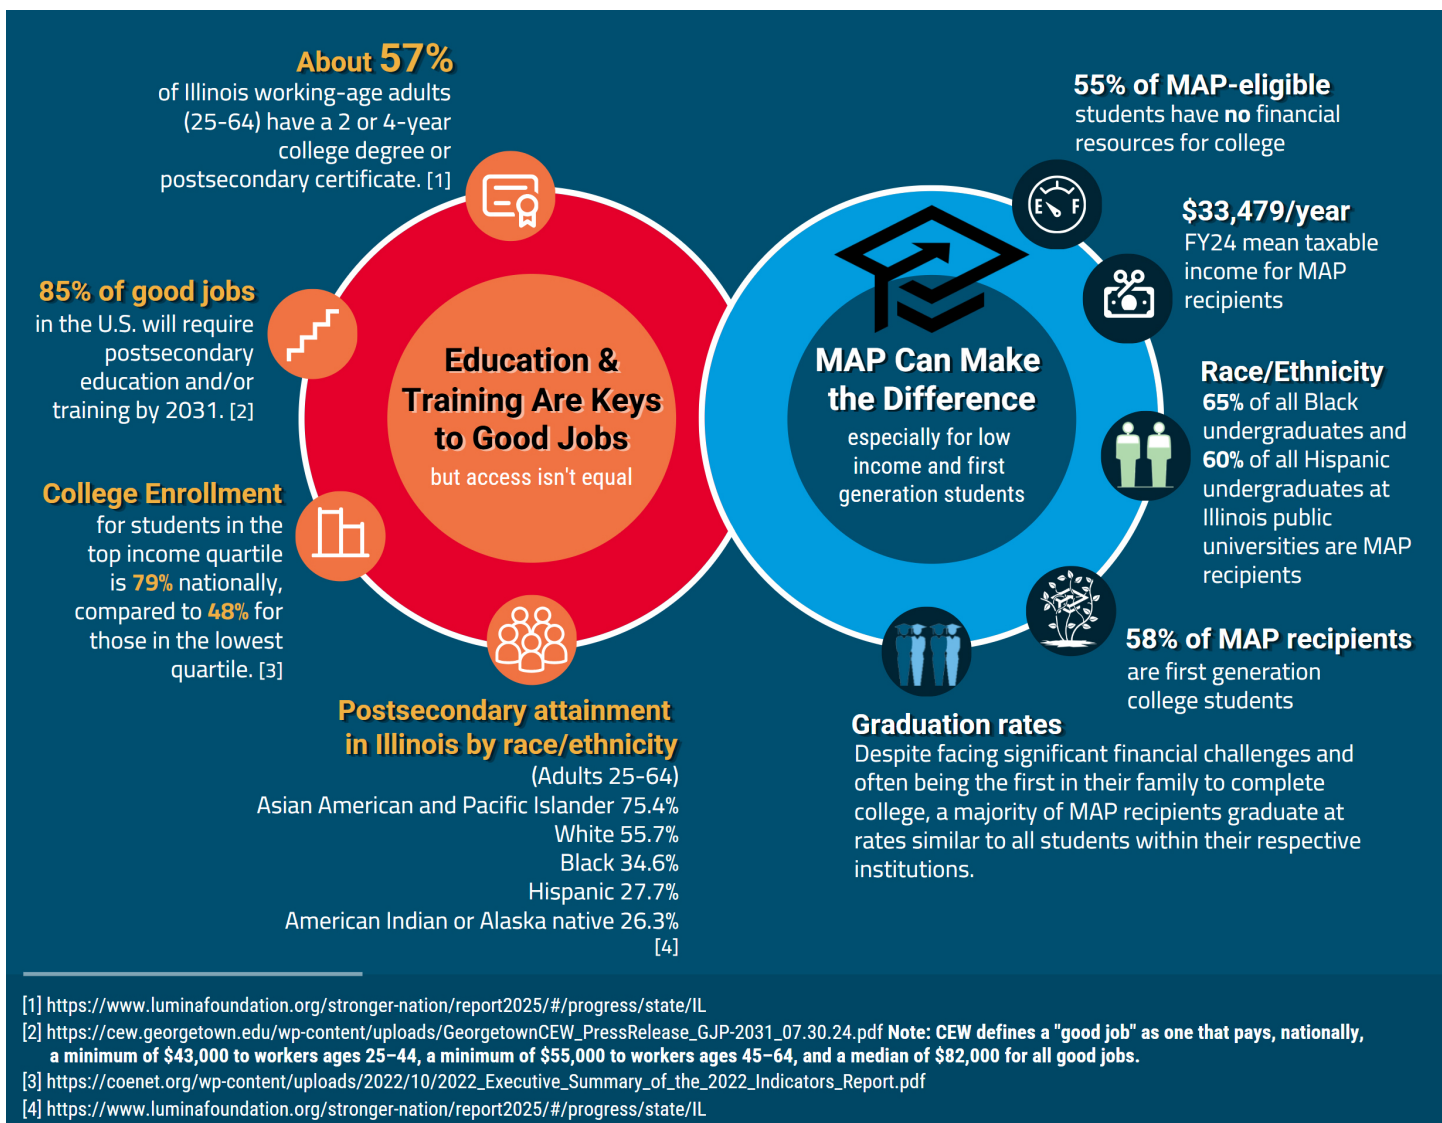 About 57%
of Illinois working-age adults
(25-64) have a 2 or 4-year
college degree or
postsecondary certificate. [1]
85% of good jobs
in the U.S. will require
postsecondary
education and/or
training by 2031. [2]
College Enrollment
for students in the
top income quartile
is 79% nationally,
compared to 48% for
those in the lowest
quartile. [3]
Postsecondary attainment
in Illinois by race/ethnicity
(Adults 25-64)
Asian American and Pacific Islander 75.4%
White 55.7%
Black 34.6%
Hispanic 27.7%
American Indian or Alaska native 26.3%
[4]
Education &
Training Are Keys
to Good Jobs
but access isn't equal
MAP Can Make
the Difference
especially for low
income and first
generation students
55% of MAP-eligible
students have no financial
resources for college
E F
$33,479/year
FY24 mean taxable
income for MAP
recipients
Race/Ethnicity
65% of all Black
undergraduates and
60% of all Hispanic
undergraduates at
Illinois public
universities are MAP
recipients
58% of MAP recipients
are first generation
college students
Graduation rates
Despite facing significant financial challenges and
often being the first in their family to complete
college, a majority of MAP recipients graduate at
rates similar to all students within their respective
institutions.
[1] https://www.luminafoundation.org/stronger-nation/report2025/#/progress/state/IL
[2] https://cew.georgetown.edu/wp-content/uploads/GeorgetownCEW_PressRelease_GJP-2031_07.30.24.pdf Note: CEW defines a "good job" as one that pays, nationally,
a minimum of $43,000 to workers ages 25–44, a minimum of $55,000 to workers ages 45–64, and a median of $82,000 for all good jobs.
[3] https://coenet.org/wp-content/uploads/2022/10/2022_Executive_Summary_of_the_2022_Indicators_Report.pdf
[4] https://www.luminafoundation.org/stronger-nation/report2025/#/progress/state/IL